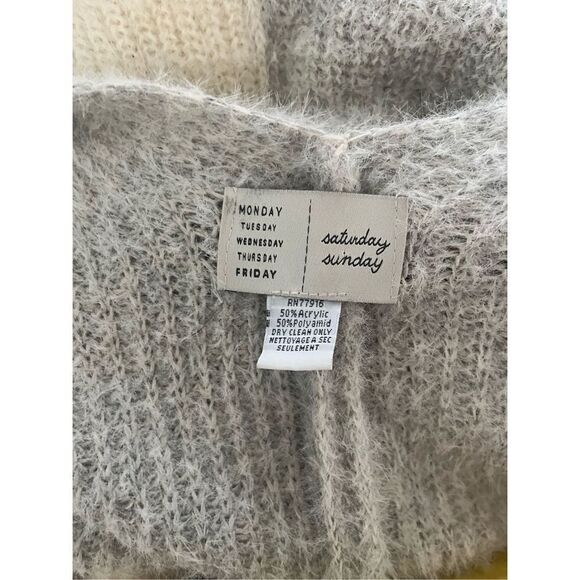 MONDAY
TUESDAY
WEDNESDAY
THURSDAY
FRIDAY
saturday
sunday
RN77916
50%Acrylic
50%Polyamid
DRY CLEAN ONLY
NETTOYAGE A SEC
SEULEMENT